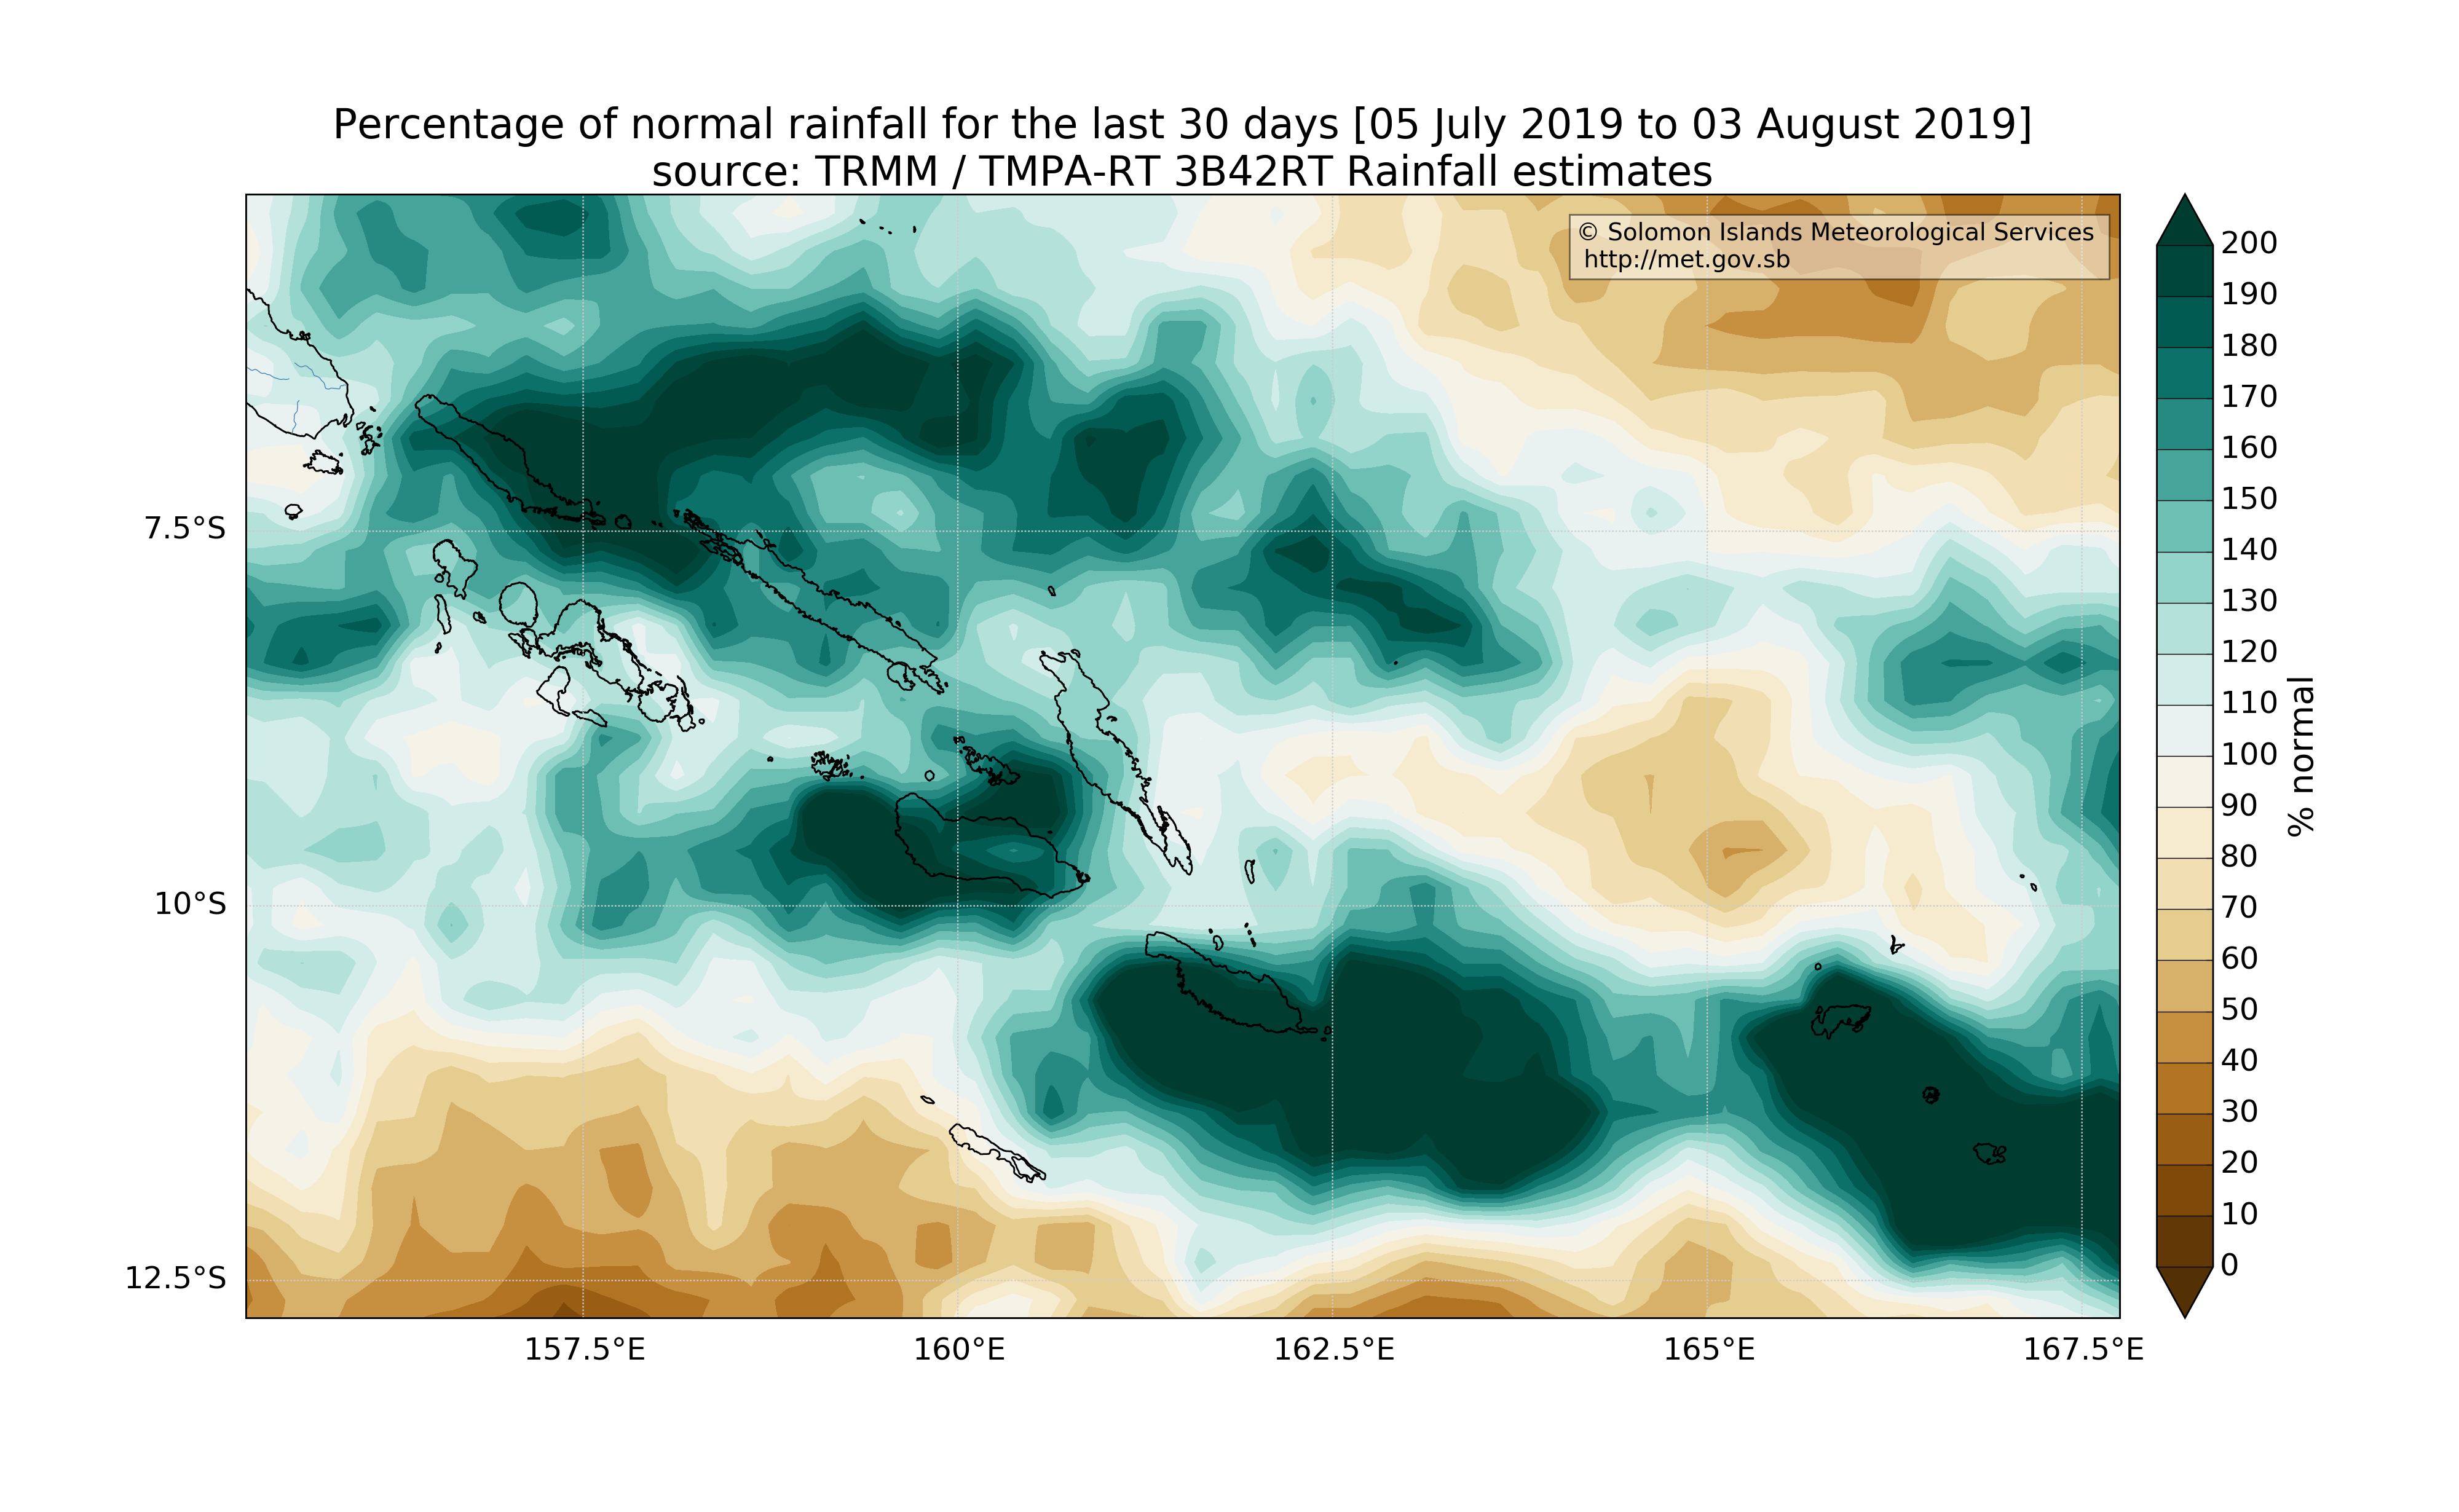 Percentage of normal rainfall for the last 30 days [05 July 2019 to 03 August 2019]
source: TRMM / TMPA-RT 3B42RT Rainfall estimates
© Solomon Islands Meteorological Services
http://met.gov.sb
7.5°S
10°S
12.5°S
157.5°E
160°E
162.5°E
165°E
167.5°E
200
190
180
170
160
150
140
130
120
110
100
90
80
70
60
50
40
30
20
10
0
% normal